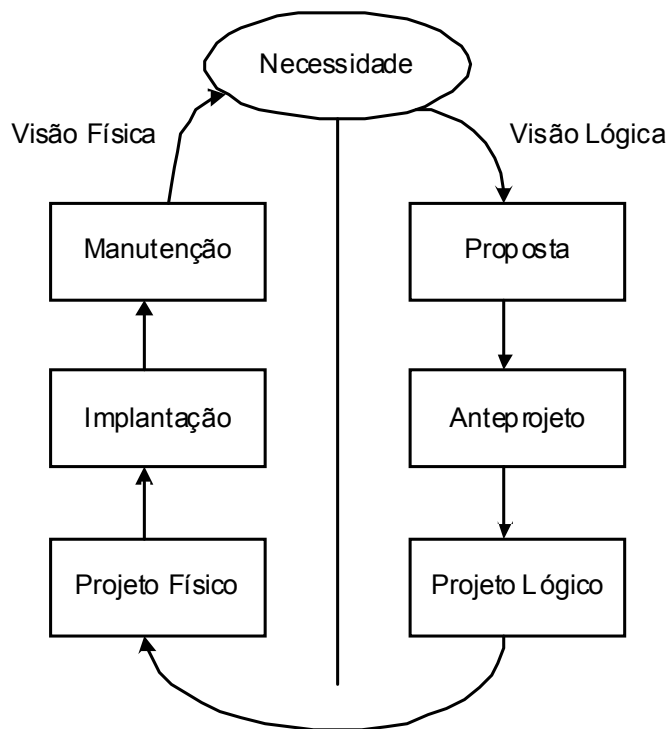 Necessidade
Visão Física
Visão Lógica
Manutenção
Proposta
Implantação
Anteprojeto
Projeto Físico
Projeto Lógico